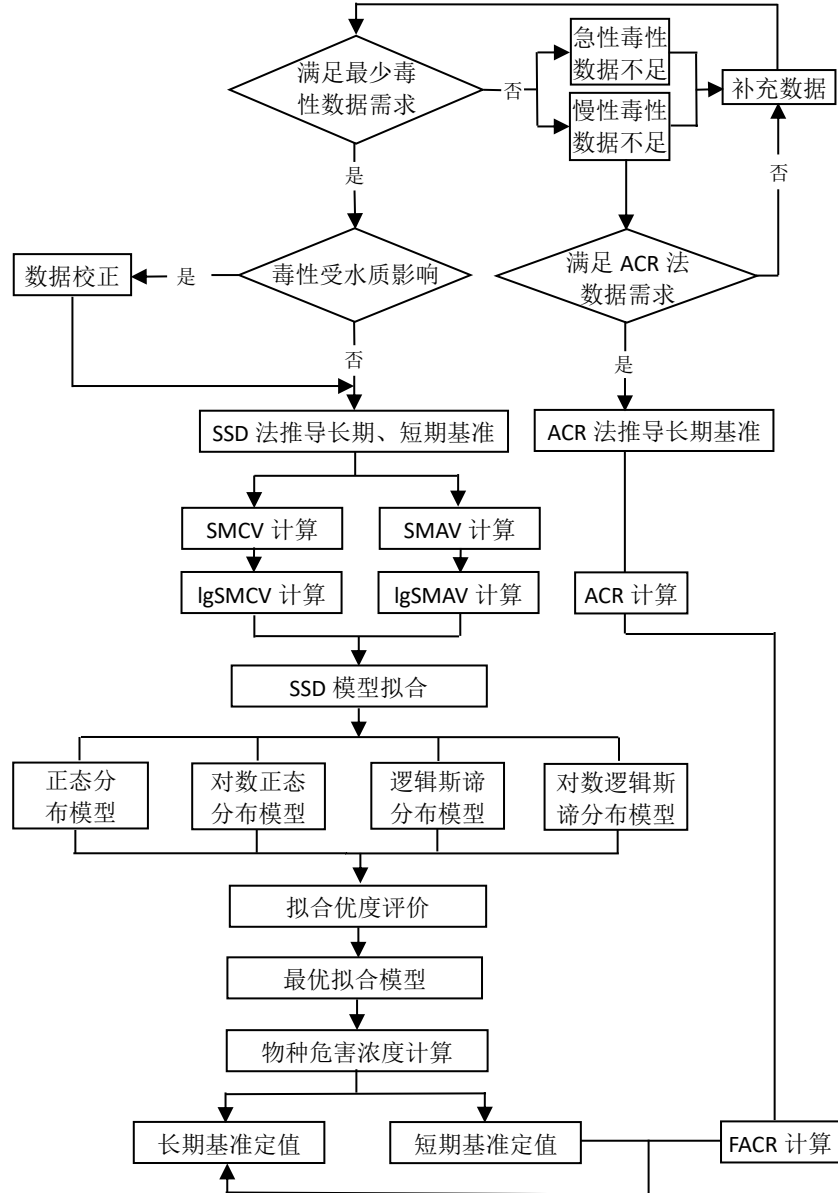 急性毒性
数据不足
满足最少毒
性数据需求
否
补充数据
慢性毒性
数据不足
是
否
数据校正
是
毒性受水质影响
满足 ACR 法
数据需求
否
是
SSD 法推导长期、短期基准
ACR 法推导长期基准
SMCV 计算
SMAV 计算
lgSMCV 计算
lgSMAV 计算
ACR 计算
SSD 模型拟合
正态分
布模型
对数正态
分布模型
逻辑斯谛
分布模型
对数逻辑斯
谛分布模型
拟合优度评价
最优拟合模型
物种危害浓度计算
长期基准定值
短期基准定值
FACR 计算